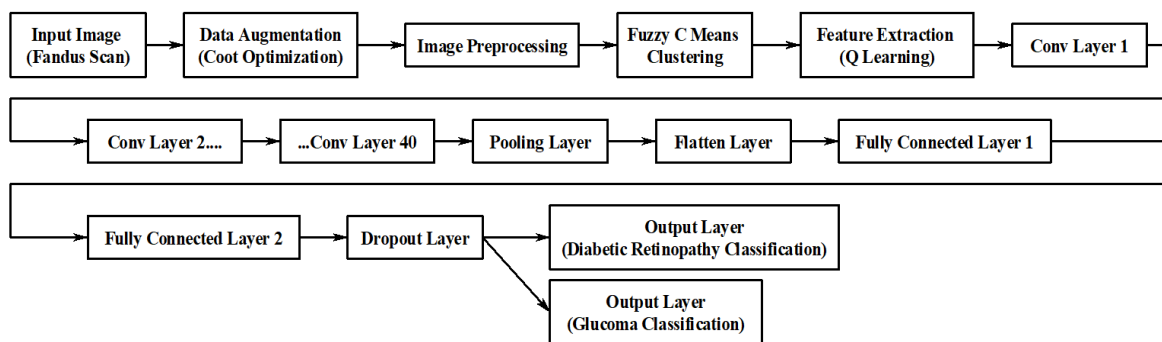 Input Image
(Fandus Scan)
Data Augmentation
(Coot Optimization)
Image Preprocessing
Fuzzy C Means
Clustering
Feature Extraction
(Q Learning)
Conv Layer 1
Conv Layer 2....
...Conv Layer 40
Pooling Layer
Flatten Layer
Fully Connected Layer 1
Fully Connected Layer 2
Dropout Layer
Output Layer
(Diabetic Retinopathy Classification)
Output Layer
(Glucoma Classification)